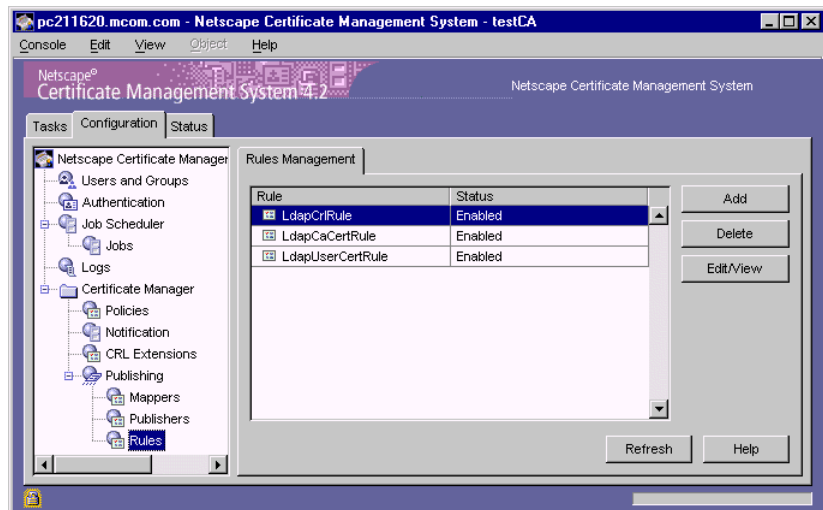 pc211620.mcom.com - Netscape Certificate Management System - testCA
Console Edit View Object Help
Netscape®
Certificate Management System 4.2
Netscape Certificate Management System
Tasks Configuration Status
Netscape Certificate Manager
Users and Groups
Authentication
Job Scheduler
Jobs
Logs
Certificate Manager
Policies
Notification
CRL Extensions
Publishing
Mappers
Publishers
Rules
Rules Management
Rule Status
LdapCrlRule Enabled
LdapCaCertRule Enabled
LdapUserCertRule Enabled
Add
Delete
Edit/View
Refresh Help